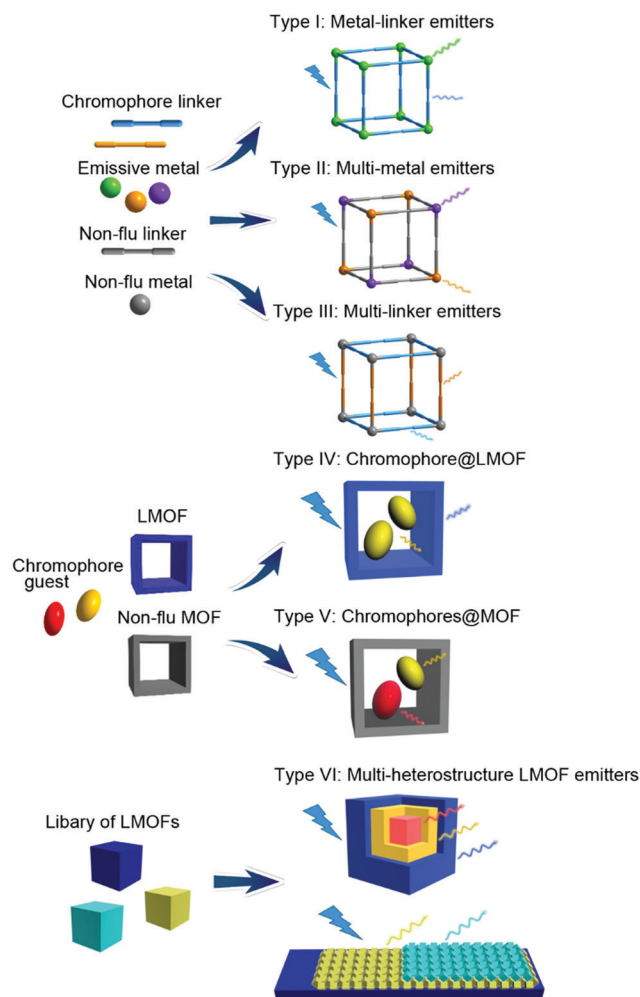 Type I: Metal-linker emitters
Chromophore linker
Emissive metal
Type II: Multi-metal emitters
Non-flu linker
Non-flu metal
Type III: Multi-linker emitters
Type IV: Chromophore@LMOF
LMOF
Chromophore
guest
Non-flu MOF
Type V: Chromophores@MOF
Type VI: Multi-heterostructure LMOF emitters
Libary of LMOFs